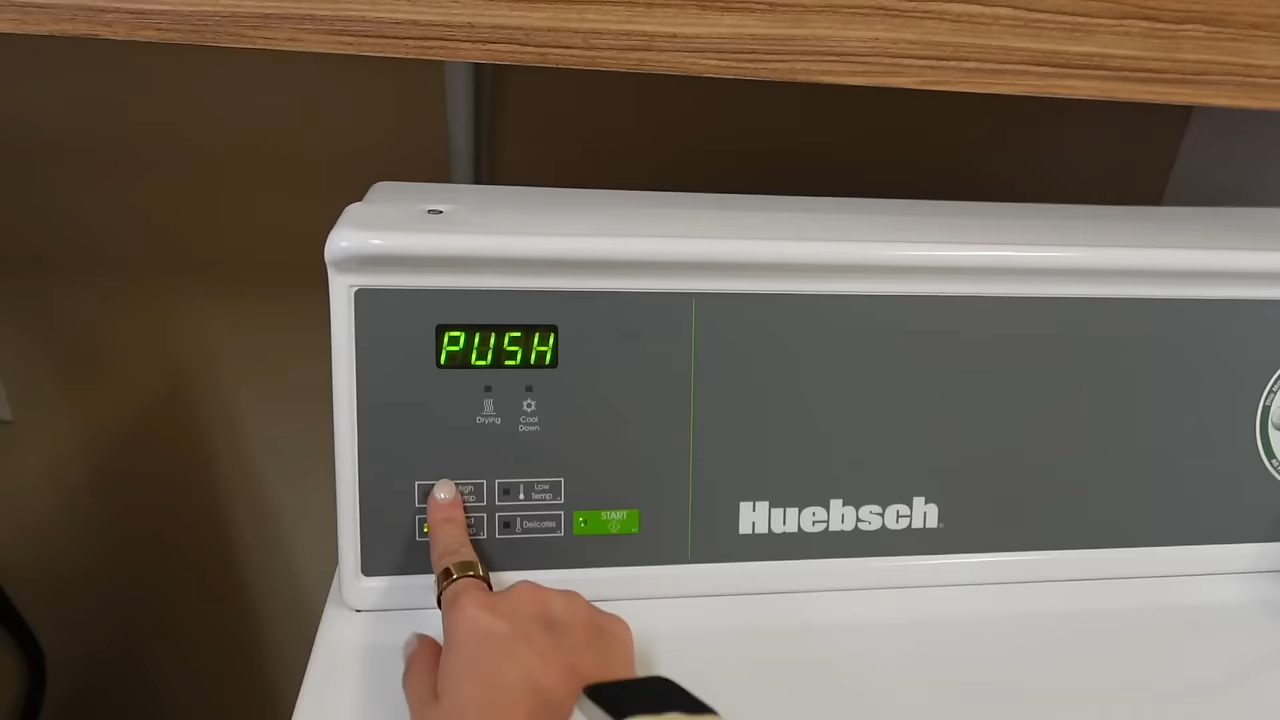 PUSH
Drying
Cool
Down
Low
Temp
Delicates
START
Huebsch